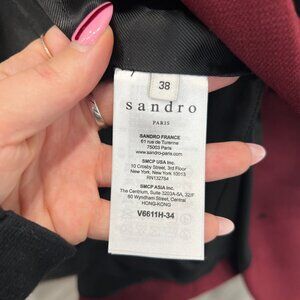 38
sandro
PARIS
SANDRO FRANCE
61 rue de Turenne
75003 Paris
www.sandro-paris.com
SMCP USA Inc.
10 Crosby Street, 3rd Floor
New York, New York 10013
RN132784
SMCP ASIA Inc.
The Centrium, Suite 3203A-5A, 32/F
60 Wyndham Street, Central
HONG-KONG
V6611H-34